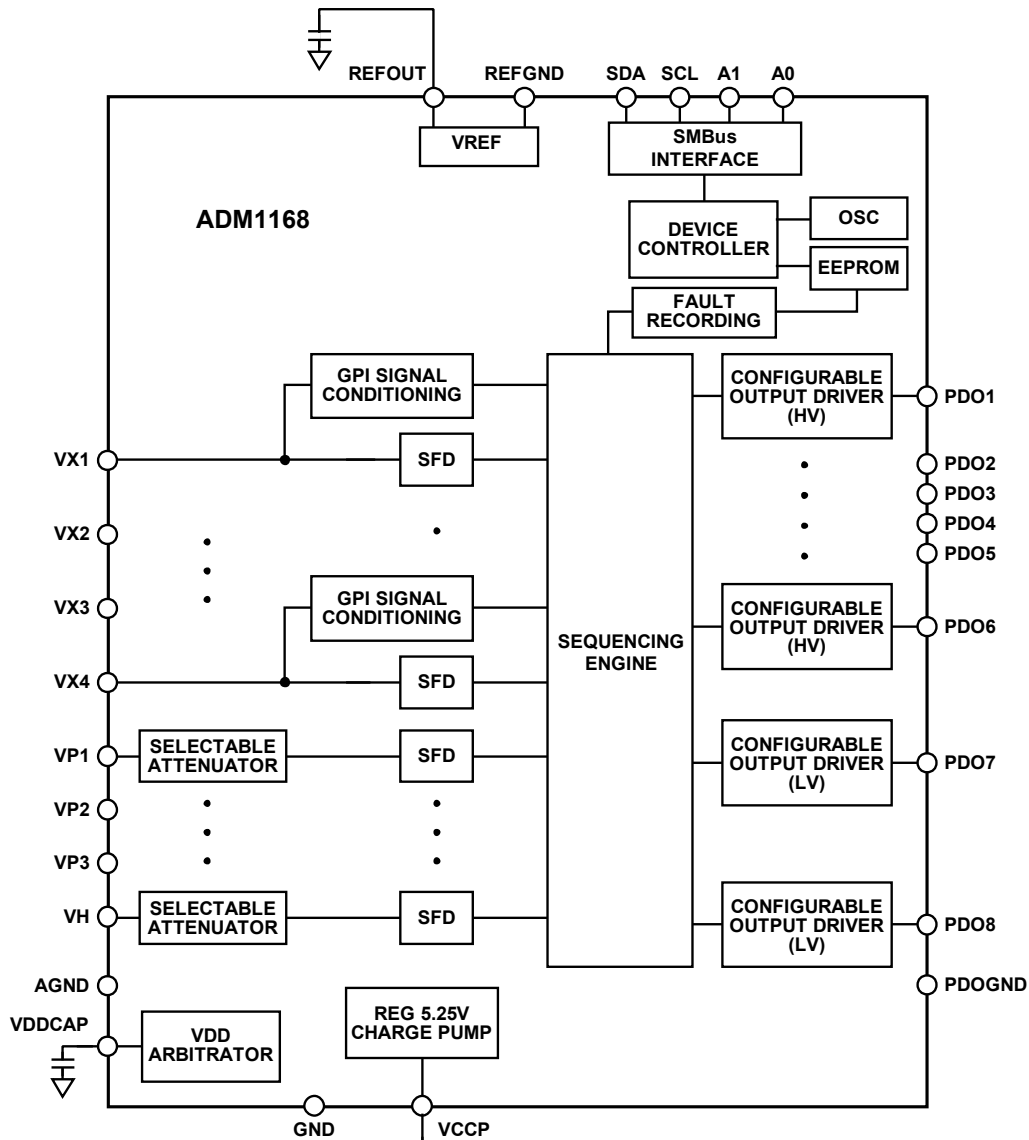 REFOUT
REFGND
SDA
SCL
A1
A0
VREF
SMBus
INTERFACE
ADM1168
DEVICE
CONTROLLER
OSC
EEPROM
FAULT
RECORDING
GPI SIGNAL
CONDITIONING
CONFIGURABLE
OUTPUT DRIVER
(HV)
PDO1
VX1
SFD
PDO2
PDO3
PDO4
PDO5
VX2
VX3
GPI SIGNAL
CONDITIONING
SEQUENCING
ENGINE
CONFIGURABLE
OUTPUT DRIVER
(HV)
PDO6
VX4
SFD
VP1
SELECTABLE
ATTENUATOR
SFD
CONFIGURABLE
OUTPUT DRIVER
(LV)
PDO7
VP2
VP3
VH
SELECTABLE
ATTENUATOR
SFD
CONFIGURABLE
OUTPUT DRIVER
(LV)
PDO8
AGND
PDOGND
VDDCAP
VDD
ARBITRATOR
REG 5.25V
CHARGE PUMP
GND
VCCP